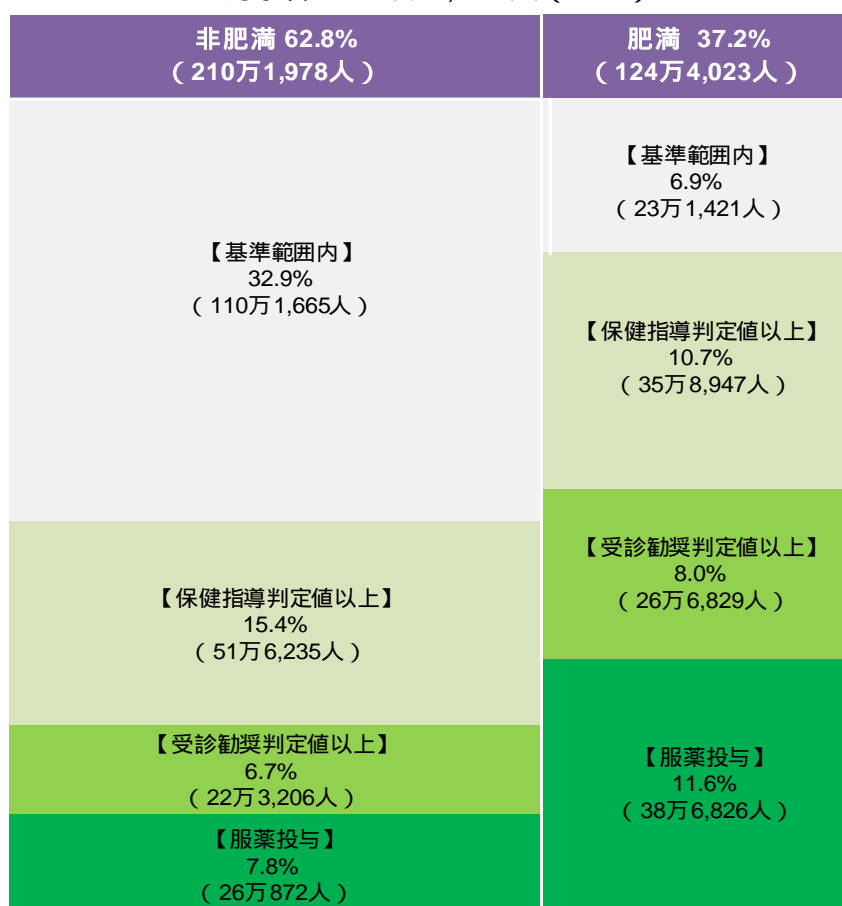 非肥満 62.8%
（210万1,978人）
肥満 37.2%
（124万4,023人）
【基準範囲内】
32.9%
（110万1,665人）
【保健指導判定値以上】
15.4%
（51万6,235人）
【受診勧奨判定値以上】
6.7%
（22万3,206人）
【服薬投与】
7.8%
（26万872人）
【基準範囲内】
6.9%
（23万1,421人）
【保健指導判定値以上】
10.7%
（35万8,947人）
【受診勧奨判定値以上】
8.0%
（26万6,829人）
【服薬投与】
11.6%
（38万6,826人）